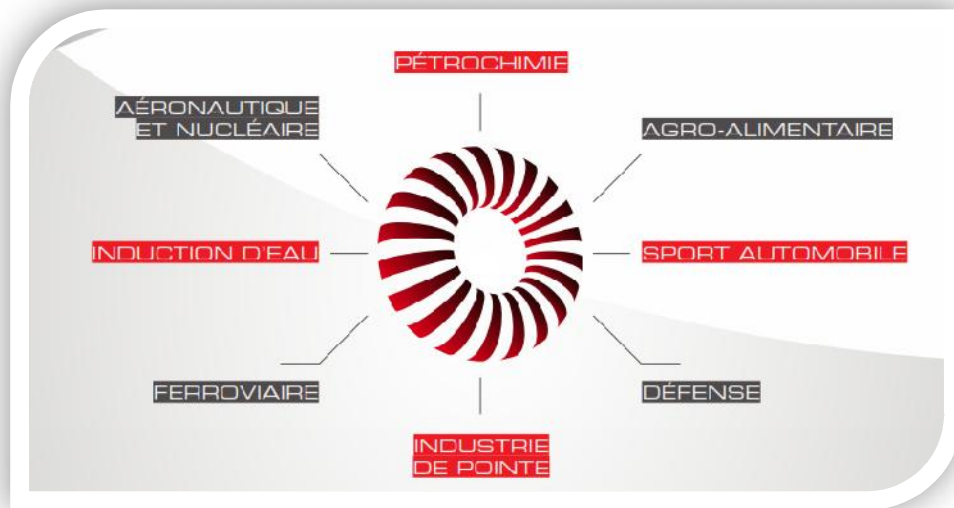 PÉTROCHIMIE
AÉRONAUTIQUE
ET NUCLÉAIRE
AGRO-ALIMENTAIRE
INDUCTION D'EAU
SPORT AUTOMOBILE
FERROVIAIRE
DÉFENSE
INDUSTRIE
DE POINTE